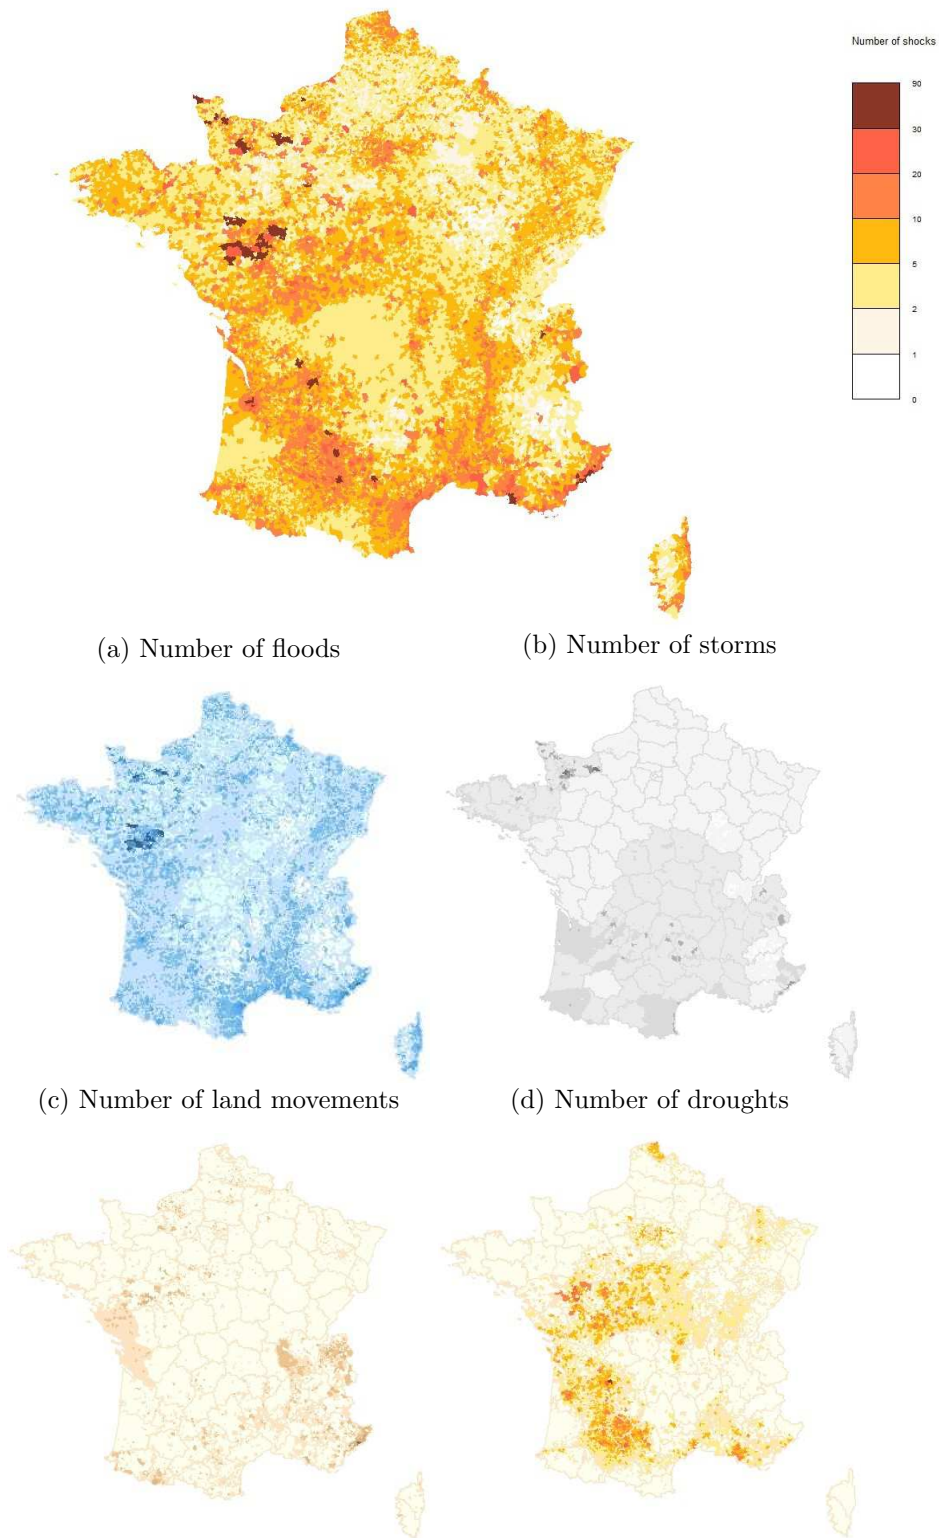 Number of shocks
90
30
20
10
5
2
1
0
(a) Number of floods
(b) Number of storms
(c) Number of land movements
(d) Number of droughts